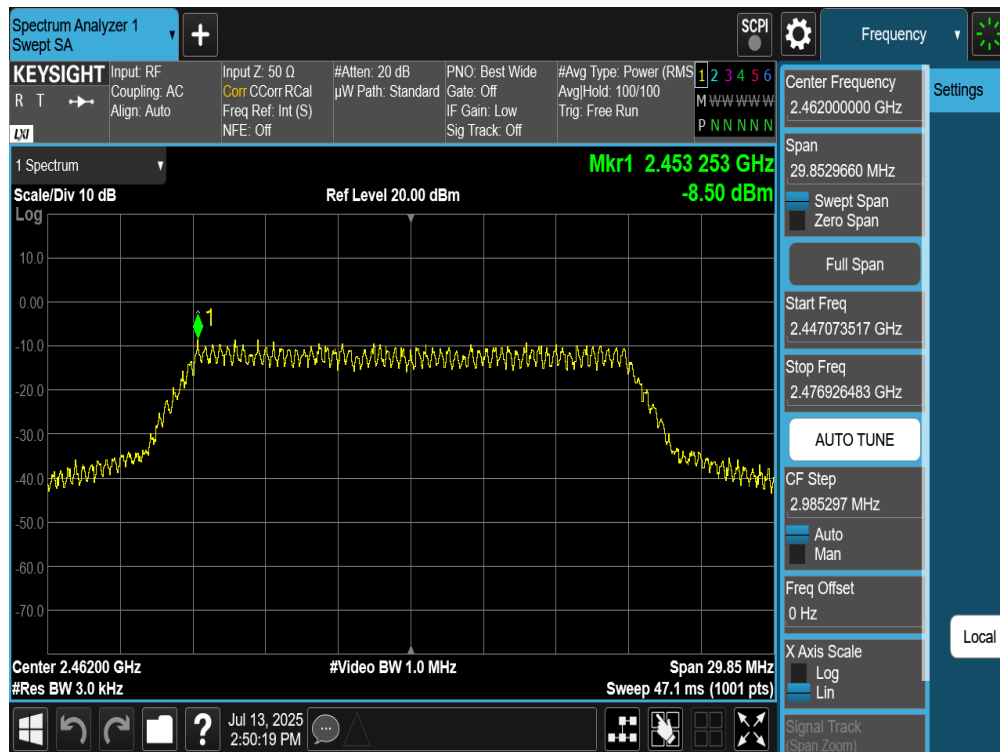 Spectrum Analyzer 1
Swept SA
+
SCPI
Frequency
KEYSIGHT
R T
LXI
Input: RF
Coupling: AC
Align: Auto
Input Z: 50 Ω
Corr CCorr RCal
Freq Ref: Int (S)
NFE: Off
#Atten: 20 dB
µW Path: Standard
PNO: Best Wide
Gate: Off
IF Gain: Low
Sig Track: Off
#Avg Type: Power (RMS
Avg|Hold: 100/100
Trig: Free Run
1 2 3 4 5 6
M W W W W W
P N N N N N
1 Spectrum
Mkr1 2.453 253 GHz
Scale/Div 10 dB
Ref Level 20.00 dBm
-8.50 dBm
Log
10.0
0.00
-10.0
-20.0
-30.0
-40.0
-50.0
-60.0
-70.0
1
Center 2.46200 GHz
#Video BW 1.0 MHz
Span 29.85 MHz
#Res BW 3.0 kHz
Sweep 47.1 ms (1001 pts)
Center Frequency
2.462000000 GHz
Settings
Span
29.8529660 MHz
Swept Span
Zero Span
Full Span
Start Freq
2.447073517 GHz
Stop Freq
2.476926483 GHz
AUTO TUNE
CF Step
2.985297 MHz
Auto
Man
Freq Offset
0 Hz
Local
X Axis Scale
Log
Lin
Signal Track
(Span Zoom)
?
Jul 13, 2025
2:50:19 PM